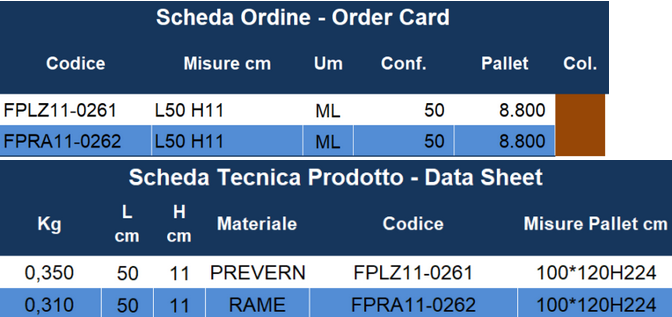 Scheda Ordine - Order Card
Codice Misure cm Um Conf. Pallet Col.
FPLZ11-0261 L50 H11 ML 50 8.800
FPRA11-0262 L50 H11 ML 50 8.800
Scheda Tecnica Prodotto - Data Sheet
Kg L cm H cm Materiale Codice Misure Pallet cm
0,350 50 11 PREVERN FPLZ11-0261 100*120H224
0,310 50 11 RAME FPRA11-0262 100*120H224